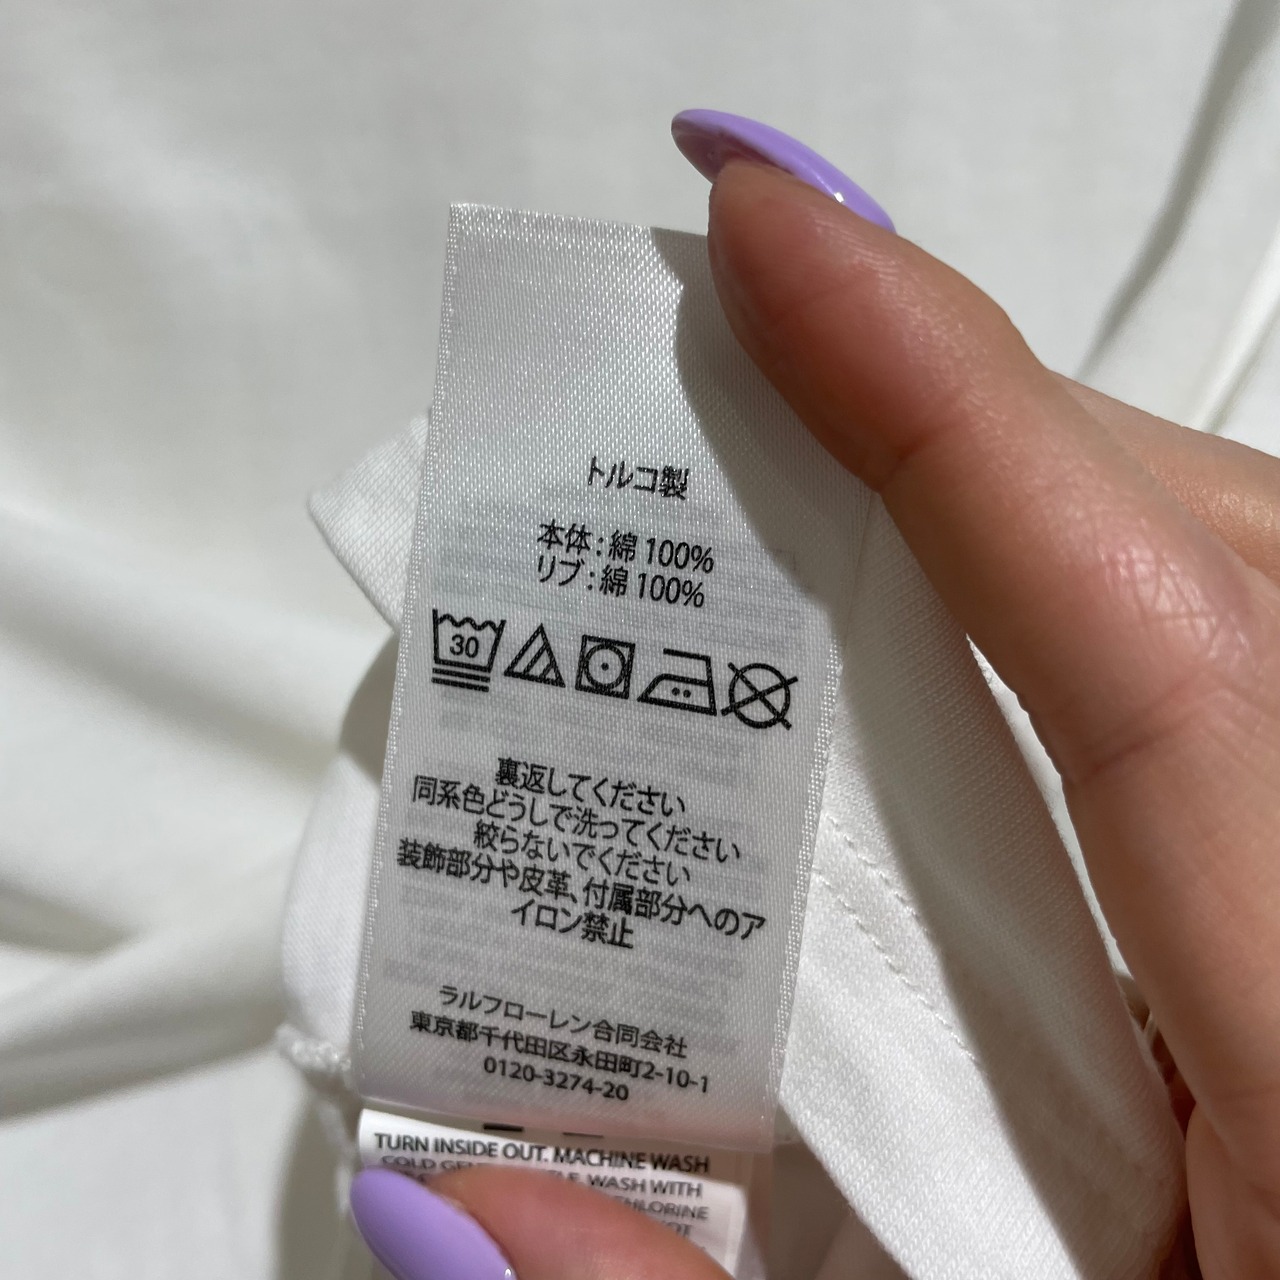 トルコ製
本体 : 綿 100%
リブ : 綿 100%
30
裏返してください
同系色どうしで洗ってください
絞らないでください
装飾部分や皮革、付属部分へのア
イロン禁止
ラルフローレン合同会社
東京都千代田区永田町2-10-1
0120-3274-20
TURN INSIDE OUT. MACHINE WASH
COLD WASH WITH